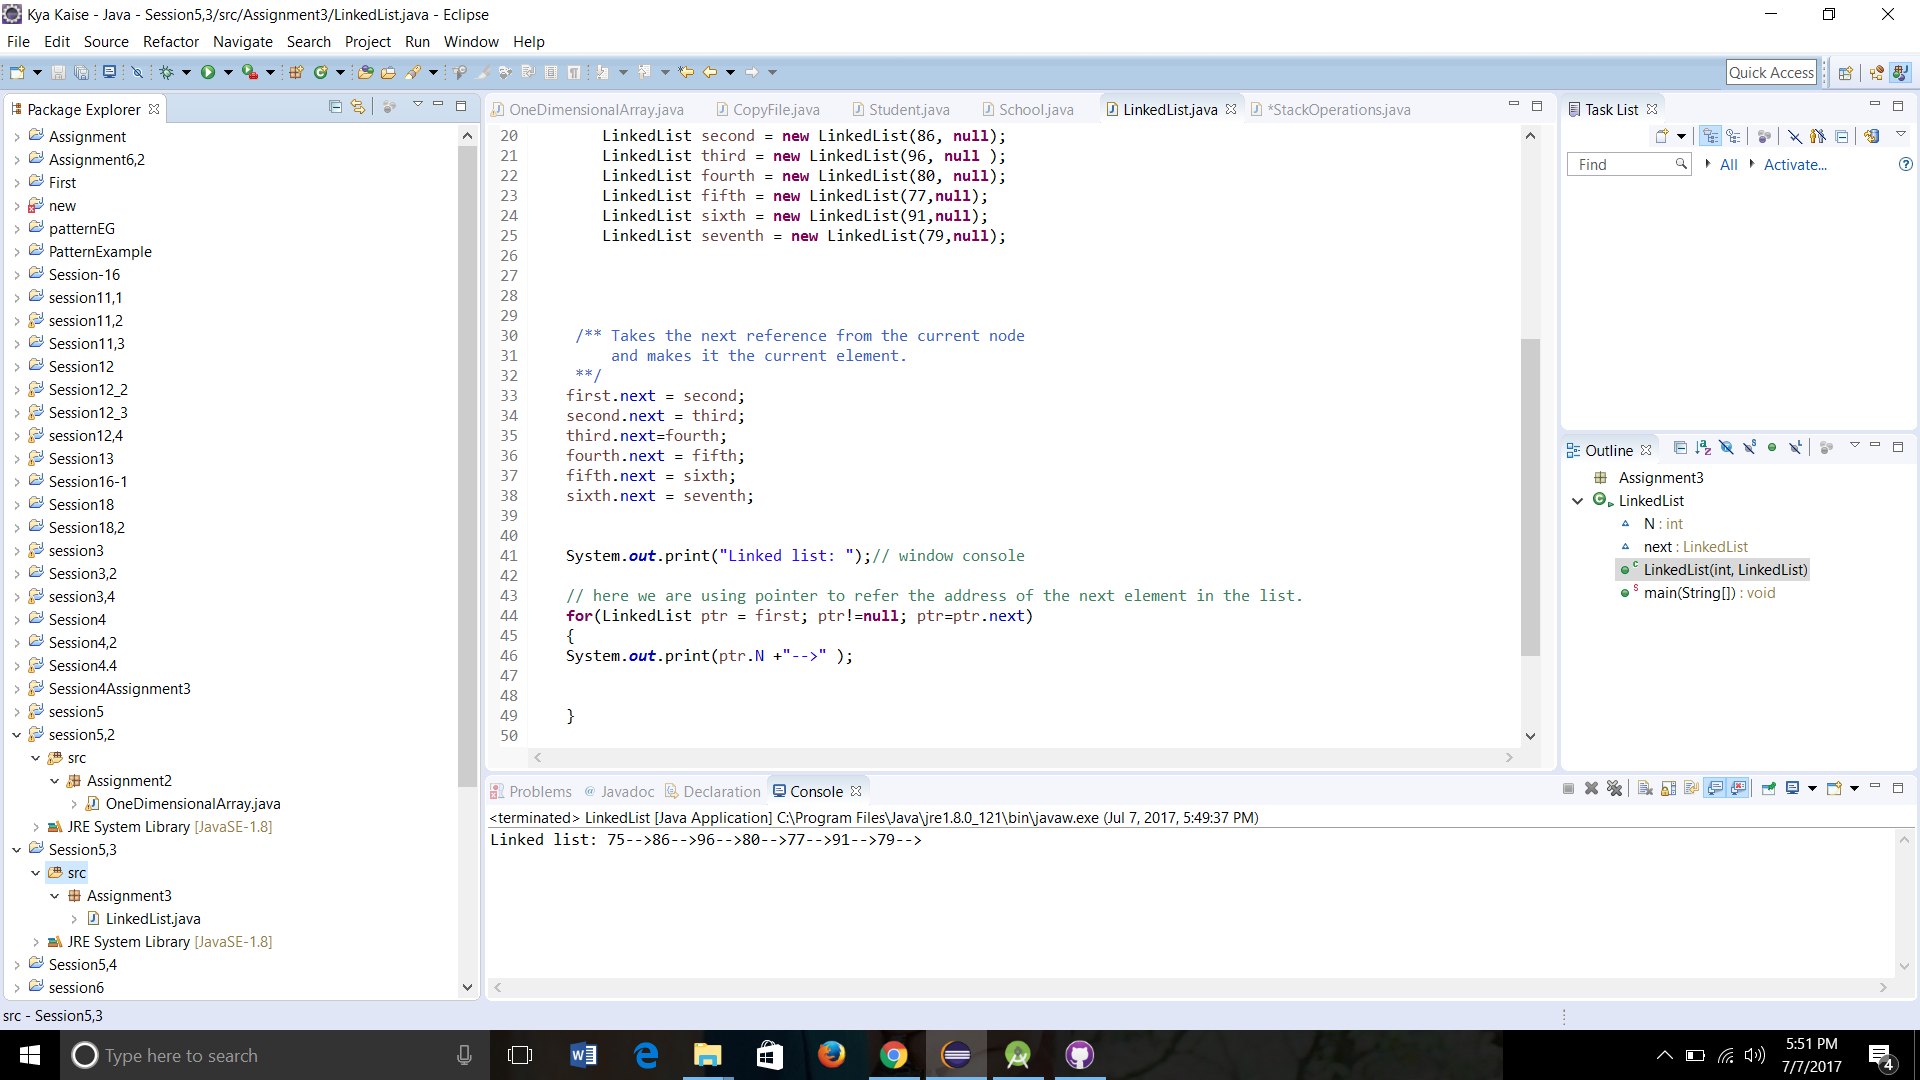 Kya Kaise - Java - Session5,3/src/Assignment3/LinkedList.java - Eclipse
File Edit Source Refactor Navigate Search Project Run Window Help
Quick Access
Package Explorer
Assignment
Assignment6,2
First
new
patternEG
PatternExample
Session-16
session11,1
session11,2
Session11,3
Session12
Session12_2
Session12_3
session12,4
Session13
Session16-1
Session18
Session18,2
session3
Session3,2
session3,4
Session4
Session4,2
Session4.4
Session4Assignment3
session5
session5,2
src
Assignment2
OneDimensionalArray.java
JRE System Library [JavaSE-1.8]
Session5,3
src
Assignment3
LinkedList.java
JRE System Library [JavaSE-1.8]
Session5,4
session6
OneDimensionalArray.java CopyFile.java Student.java School.java LinkedList.java *StackOperations.java
20 LinkedList second = new LinkedList(86, null);
21 LinkedList third = new LinkedList(96, null );
22 LinkedList fourth = new LinkedList(80, null);
23 LinkedList fifth = new LinkedList(77,null);
24 LinkedList sixth = new LinkedList(91,null);
25 LinkedList seventh = new LinkedList(79,null);
26
27
28
29
30 /** Takes the next reference from the current node
31 and makes it the current element.
32 **/
33 first.next = second;
34 second.next = third;
35 third.next=fourth;
36 fourth.next = fifth;
37 fifth.next = sixth;
38 sixth.next = seventh;
39
40
41 System.out.print("Linked list: ");// window console
42
43 // here we are using pointer to refer the address of the next element in the list.
44 for(LinkedList ptr = first; ptr!=null; ptr=ptr.next)
45 {
46 System.out.print(ptr.N +"-->" );
47
48
49 }
50
Task List
Find All Activate...
Outline
Assignment3
LinkedList
N : int
next : LinkedList
LinkedList(int, LinkedList)
main(String[]) : void
Problems Javadoc Declaration Console
<terminated> LinkedList [Java Application] C:\Program Files\Java\jre1.8.0_121\bin\javaw.exe (Jul 7, 2017, 5:49:37 PM)
Linked list: 75-->86-->96-->80-->77-->91-->79-->
src - Session5,3
Type here to search
5:51 PM
7/7/2017
4